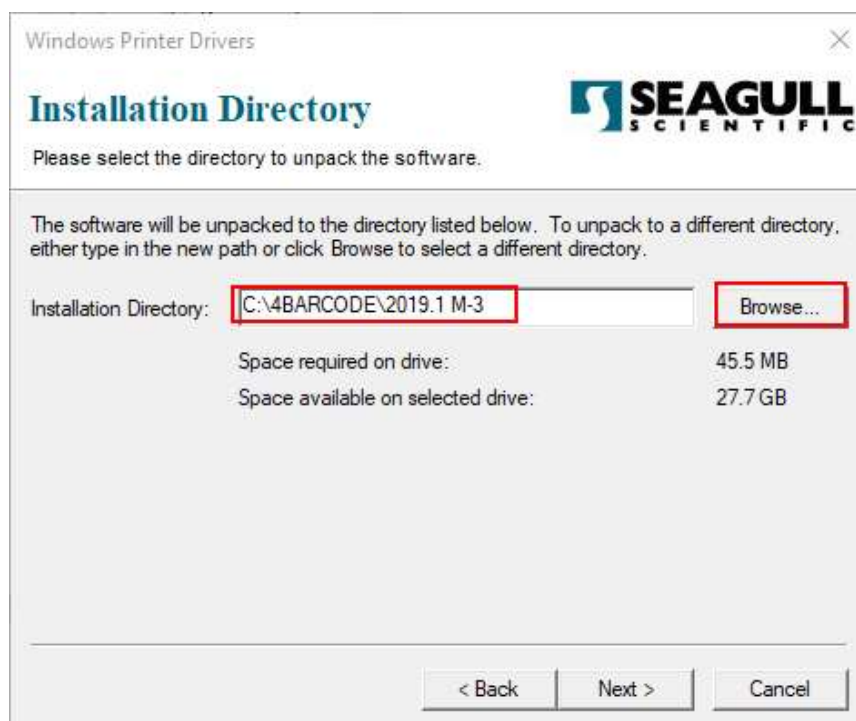 Windows Printer Drivers
Installation Directory
SEAGULL
SCIENTIFIC
Please select the directory to unpack the software.
The software will be unpacked to the directory listed below. To unpack to a different directory,
either type in the new path or click Browse to select a different directory.
Installation Directory: C:\4BARCODE\2019.1 M-3 Browse...
Space required on drive: 45.5 MB
Space available on selected drive: 27.7 GB
< Back Next > Cancel